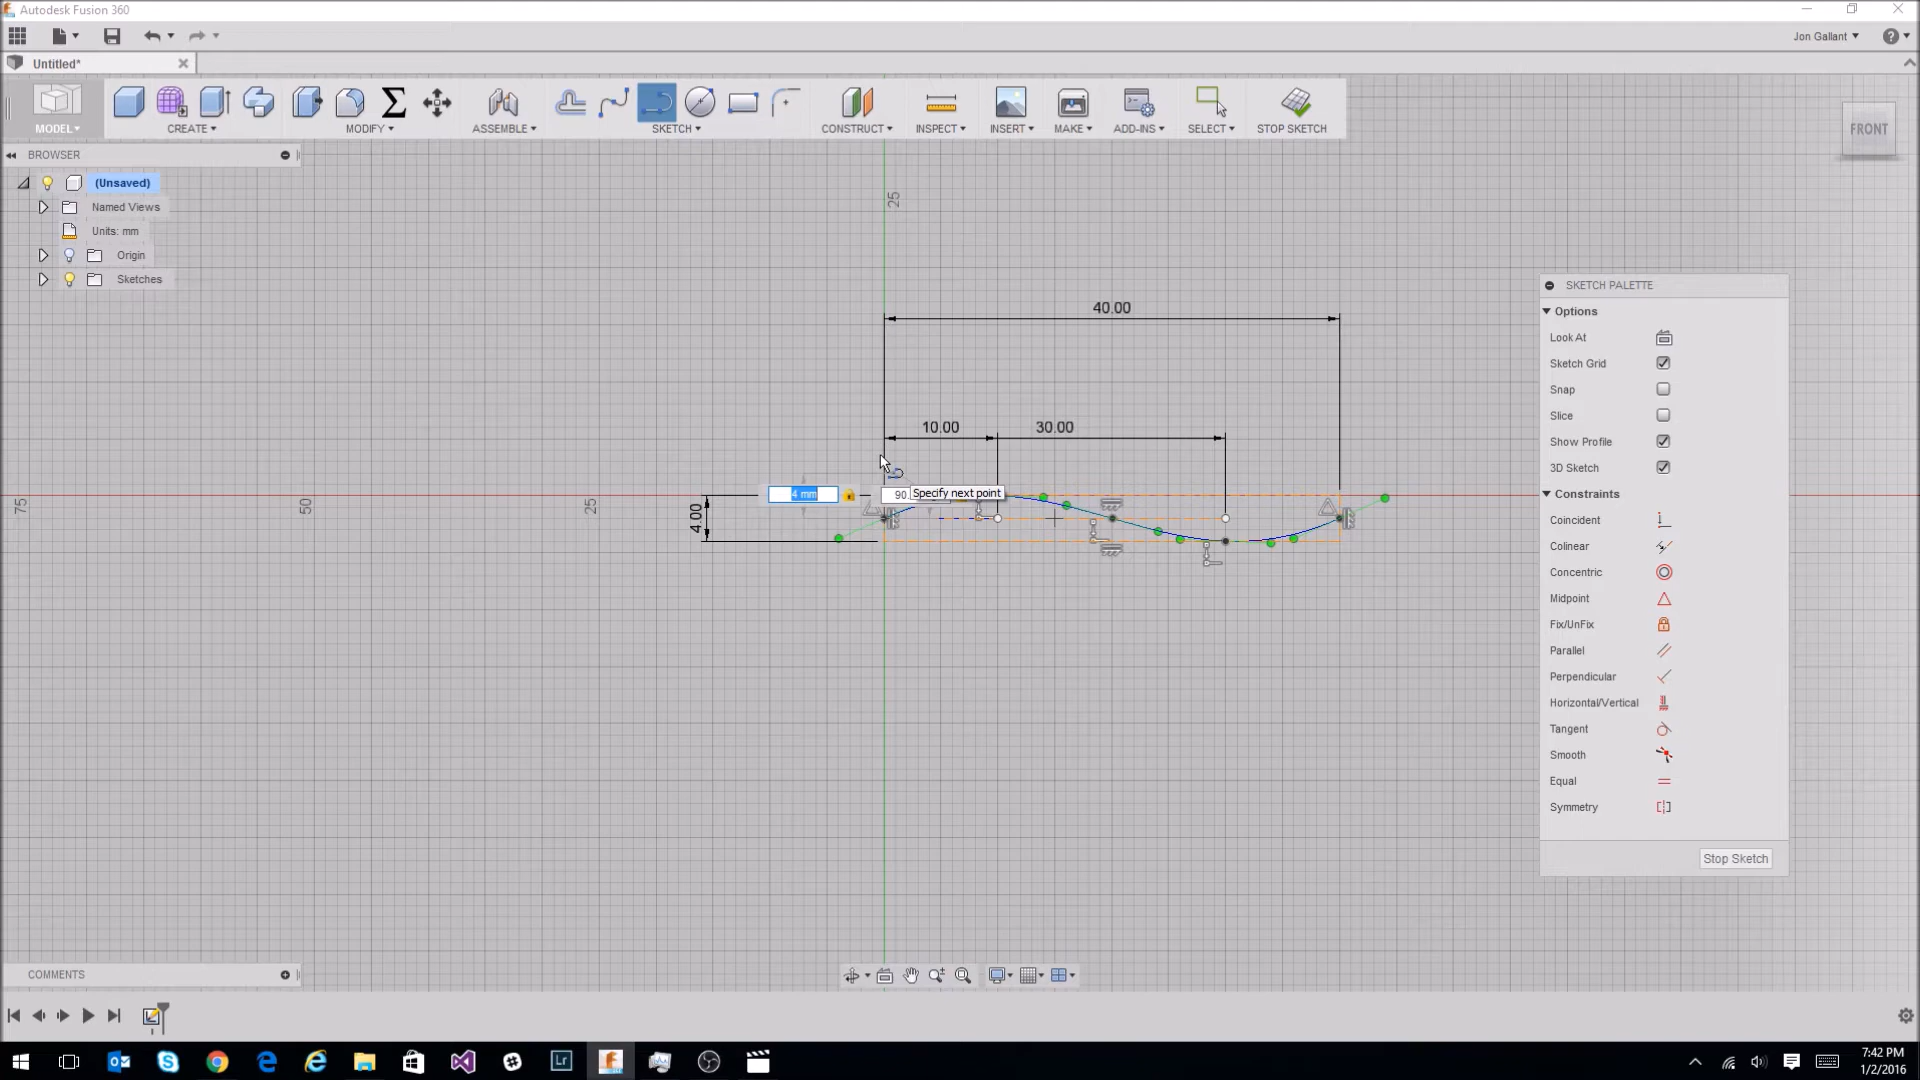 Autodesk Fusion 360
Jon Gallant
Untitled*
MODEL
CREATE
MODIFY
ASSEMBLE
SKETCH
CONSTRUCT
INSPECT
INSERT
MAKE
ADD-INS
SELECT
STOP SKETCH
FRONT
BROWSER
(Unsaved)
Named Views
Units: mm
Origin
Sketches
25
40.00
10.00
30.00
4 mm
90.
Specify next point
75
50
25
4.00
SKETCH PALETTE
Options
Look At
Sketch Grid
Snap
Slice
Show Profile
3D Sketch
Constraints
Coincident
Colinear
Concentric
Midpoint
Fix/UnFix
Parallel
Perpendicular
Horizontal/Vertical
Tangent
Smooth
Equal
Symmetry
Stop Sketch
COMMENTS
Lr
7:42 PM
1/2/2016